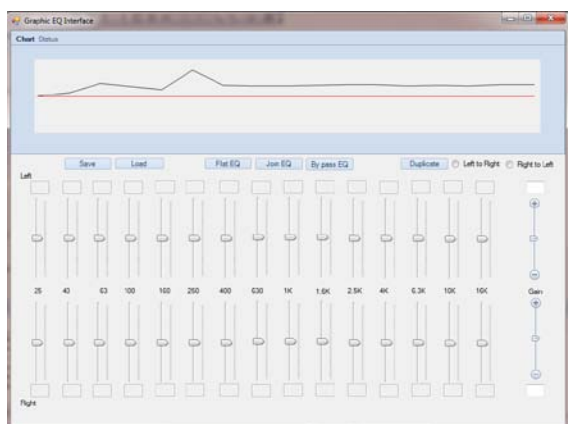 Graphic EQ Interface
Chart Status
Save Load Flat EQ Join EQ By pass EQ Duplicate Left to Right Right to Left
Left
25 40 63 100 160 250 400 630 1K 1.6K 2.5K 4K 6.3K 10K 16K Gain
Right